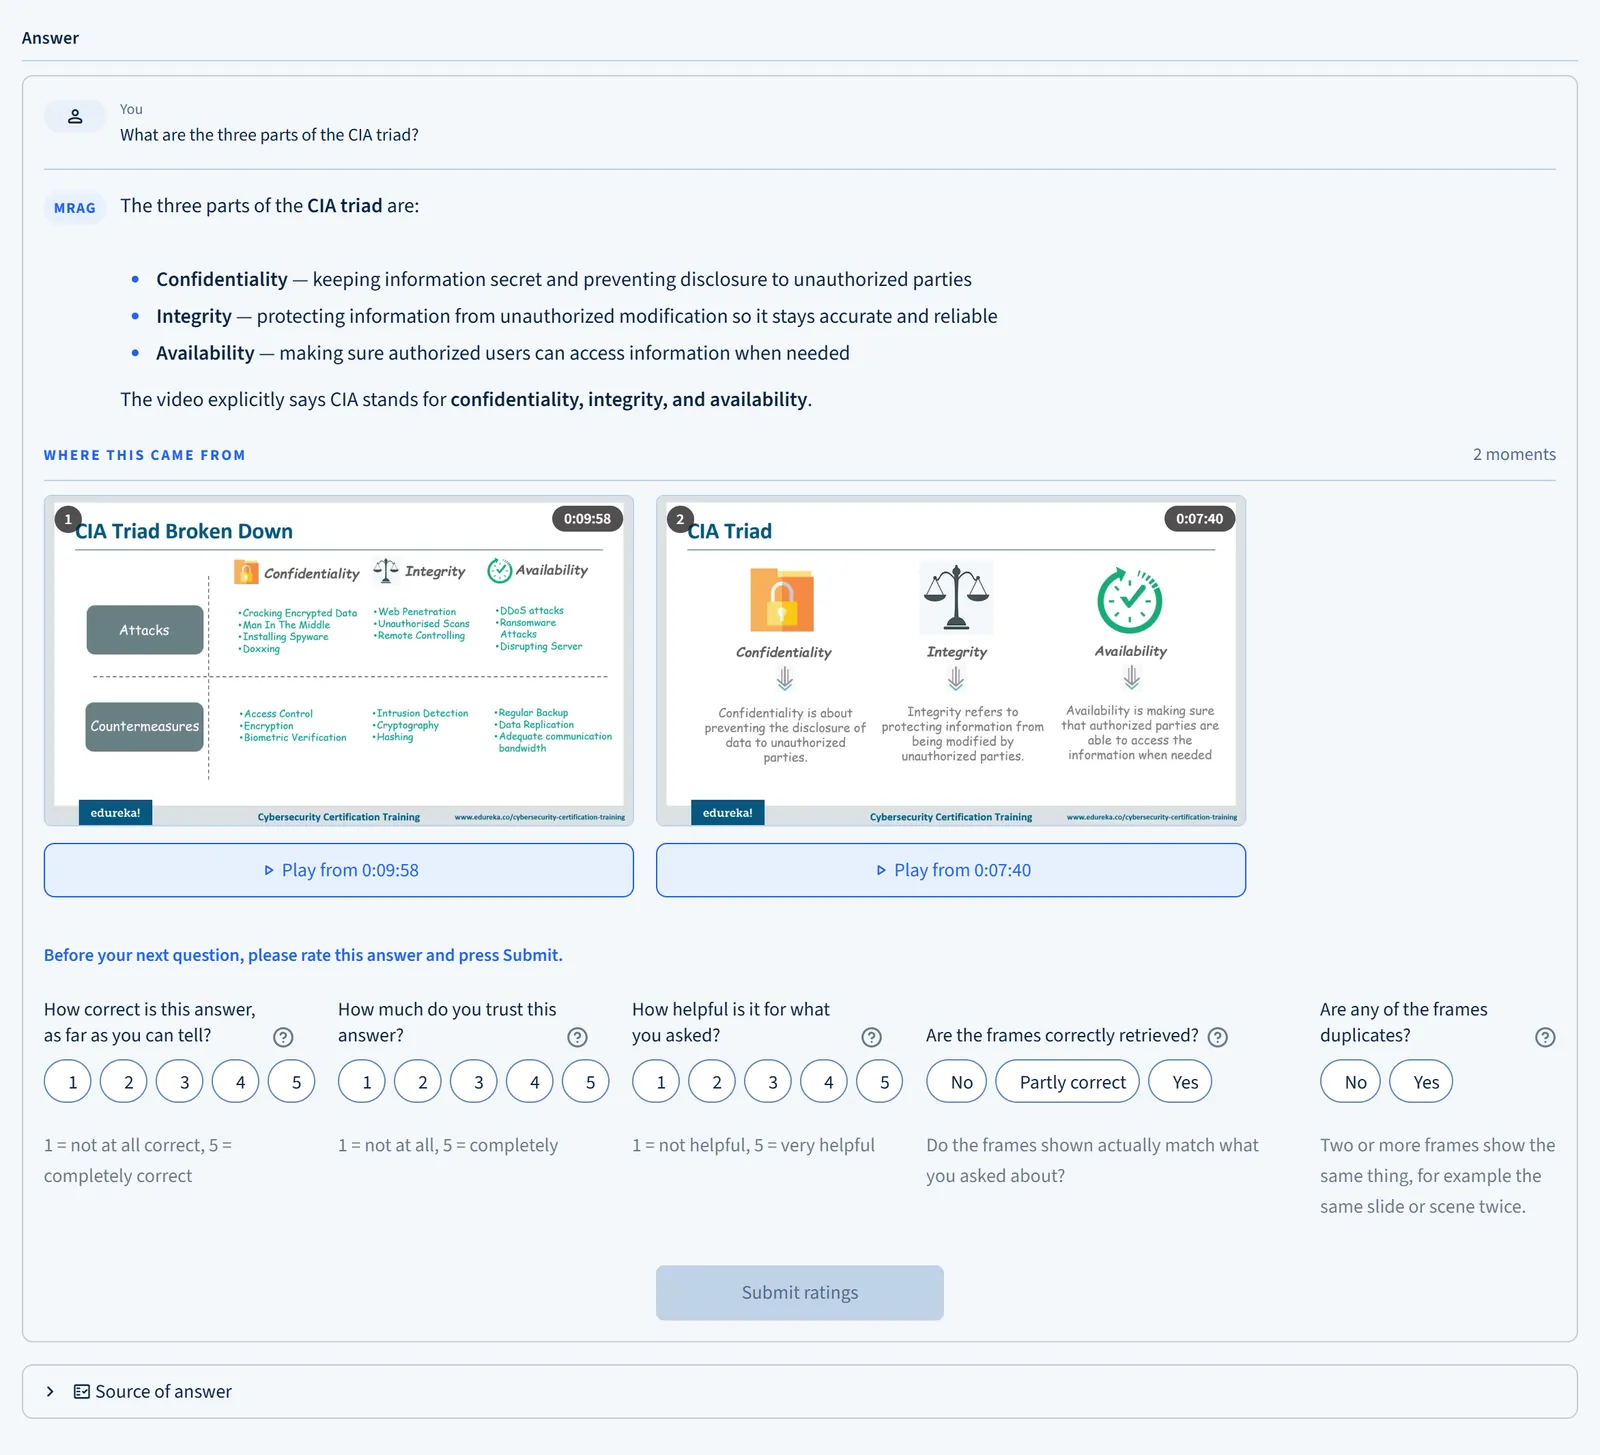 Answer
You
What are the three parts of the CIA triad?
MRAG
The three parts of the CIA triad are:
• Confidentiality — keeping information secret and preventing disclosure to unauthorized parties
• Integrity — protecting information from unauthorized modification so it stays accurate and reliable
• Availability — making sure authorized users can access information when needed
The video explicitly says CIA stands for confidentiality, integrity, and availability.
WHERE THIS CAME FROM
2 moments
1
CIA Triad Broken Down
0:09:58
Confidentiality
Integrity
Availability
Attacks
•Cracking Encrypted Data
•Man In The Middle
•Installing Spyware
•Doxxing
•Web Penetration
•Unauthorised Scans
•Remote Controlling
•DDoS attacks
•Ransomware
Attacks
•Disrupting Server
Countermeasures
•Access Control
•Encryption
•Biometric Verification
•Intrusion Detection
•Cryptography
•Hashing
•Regular Backup
•Data Replication
•Adequate communication
bandwidth
edureka!
Cybersecurity Certification Training
www.edureka.co/cybersecurity-certification-training
2
CIA Triad
0:07:40
Confidentiality
Integrity
Availability
Confidentiality is about
preventing the disclosure of
data to unauthorized
parties.
Integrity refers to
protecting information from
being modified by
unauthorized parties.
Availability is making sure
that authorized parties are
able to access the
information when needed
edureka!
Cybersecurity Certification Training
www.edureka.co/cybersecurity-certification-training
Play from 0:09:58
Play from 0:07:40
Before your next question, please rate this answer and press Submit.
How correct is this answer,
as far as you can tell?
1 2 3 4 5
1 = not at all correct, 5 =
completely correct
How much do you trust this
answer?
1 2 3 4 5
1 = not at all, 5 = completely
How helpful is it for what
you asked?
1 2 3 4 5
1 = not helpful, 5 = very helpful
Are the frames correctly retrieved?
No Partly correct Yes
Do the frames shown actually match what
you asked about?
Are any of the frames
duplicates?
No Yes
Two or more frames show the
same thing, for example the
same slide or scene twice.
Submit ratings
Source of answer